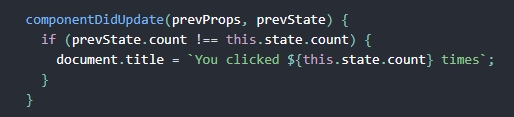 componentDidUpdate(prevProps, prevState) {
  if (prevState.count !== this.state.count) {
    document.title = `You clicked ${this.state.count} times`;
  }
}